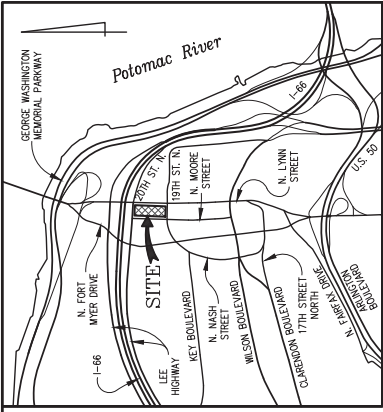 Potomac River
GEORGE WASHINGTON
MEMORIAL PARKWAY
I-66
U.S. 50
20TH ST. N.
19TH ST. N.
N. MOORE
STREET
N. LYNN
STREET
N. FORT
MYER DRIVE
SITE
I-66
LEE
HIGHWAY
KEY BOULEVARD
N. NASH
STREET
WILSON BOULEVARD
CLARENDON BOULEVARD
17TH STREET
NORTH
N. FAIRFAX DRIVE
ARLINGTON
BOULEVARD